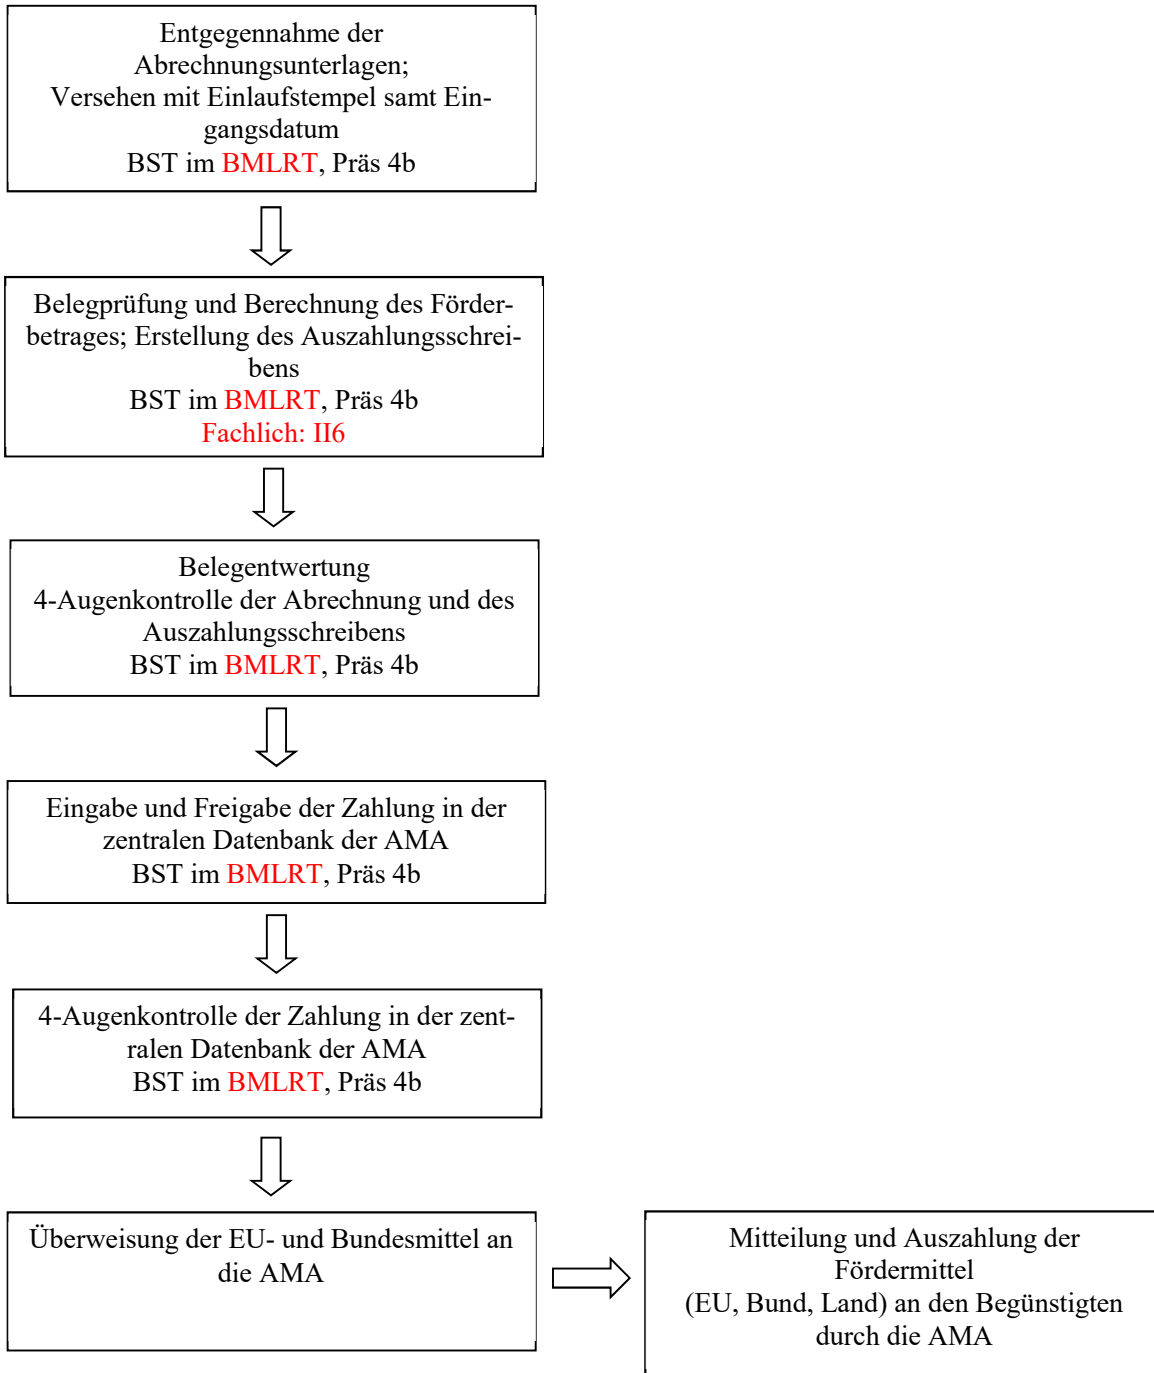 Entgegennahme der
Abrechnungsunterlagen;
Versehen mit Einlaufstempel samt Ein-
gangsdatum
BST im BMLRT, Präs 4b
Belegprüfung und Berechnung des Förder-
betrages; Erstellung des Auszahlungsschrei-
bens
BST im BMLRT, Präs 4b
Fachlich: II6
Belegentwertung
4-Augenkontrolle der Abrechnung und des
Auszahlungsschreibens
BST im BMLRT, Präs 4b
Eingabe und Freigabe der Zahlung in der
zentralen Datenbank der AMA
BST im BMLRT, Präs 4b
4-Augenkontrolle der Zahlung in der zent-
ralen Datenbank der AMA
BST im BMLRT, Präs 4b
Überweisung der EU- und Bundesmittel an
die AMA
Mitteilung und Auszahlung der
Fördermittel
(EU, Bund, Land) an den Begünstigten
durch die AMA